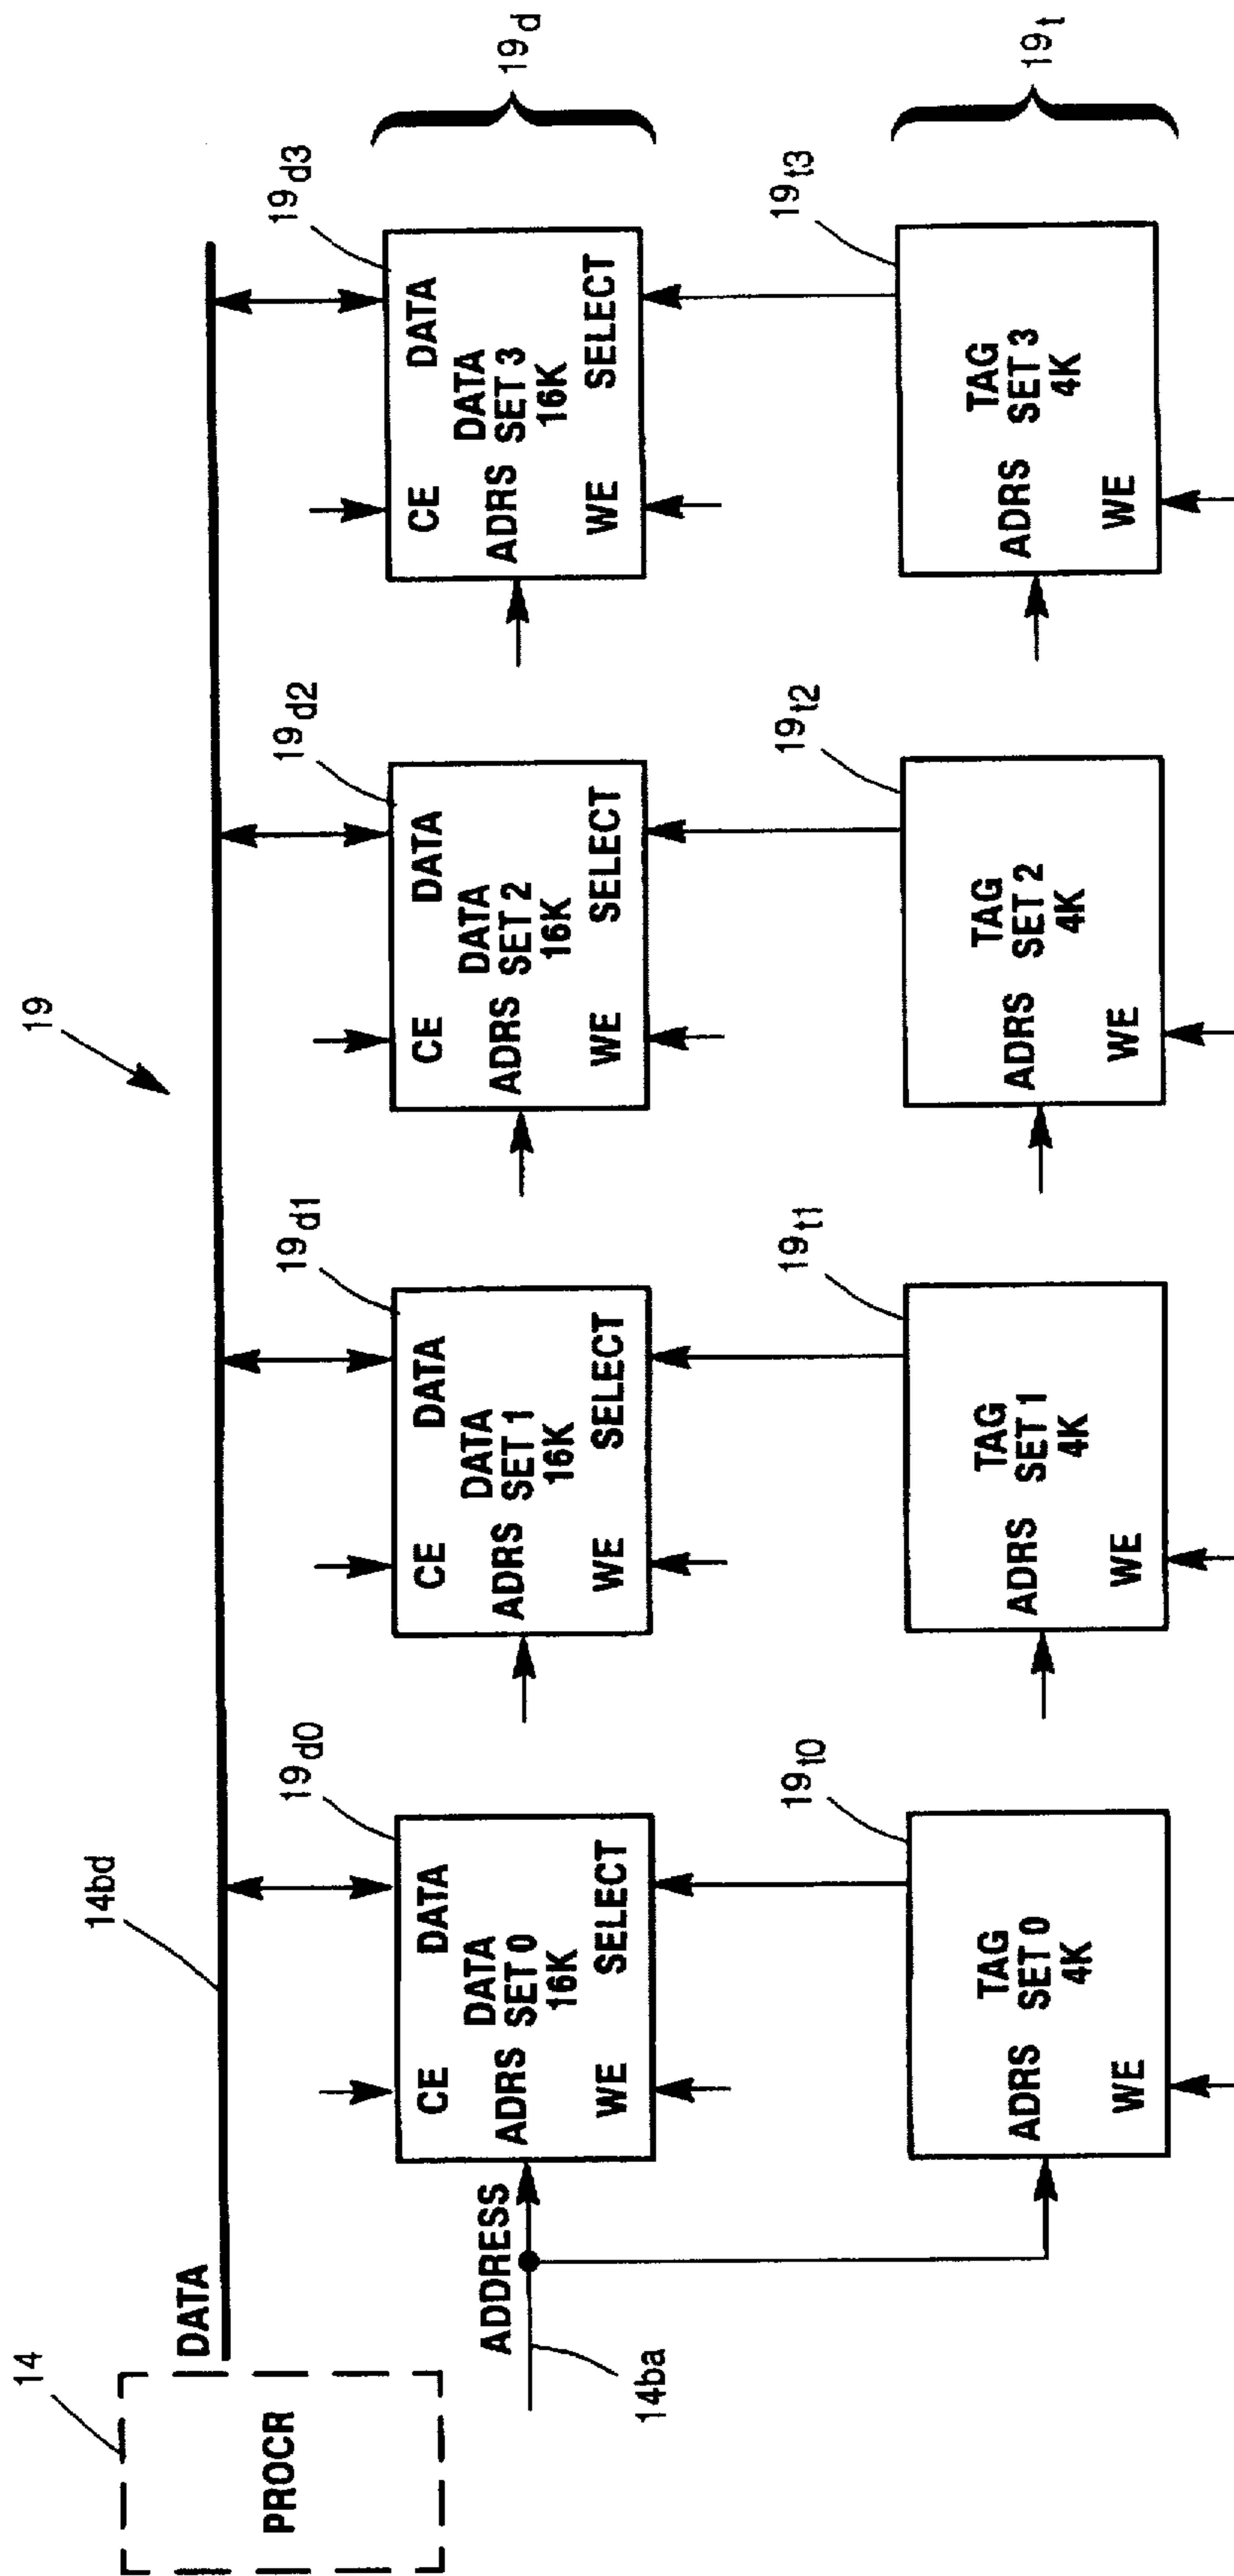 19
14
PROCR
DATA
14bd
ADDRESS
14ba
19d0
CE DATA
DATA
ADRS SET 0
16K
WE SELECT
19d1
CE DATA
DATA
ADRS SET 1
16K
WE SELECT
19d2
CE DATA
DATA
ADRS SET 2
16K
WE SELECT
19d3
CE DATA
DATA
ADRS SET 3
16K
WE SELECT
19d
19t0
TAG
ADRS SET 0
4K
WE
19t1
TAG
ADRS SET 1
4K
WE
19t2
TAG
ADRS SET 2
4K
WE
19t3
TAG
ADRS SET 3
4K
WE
19t